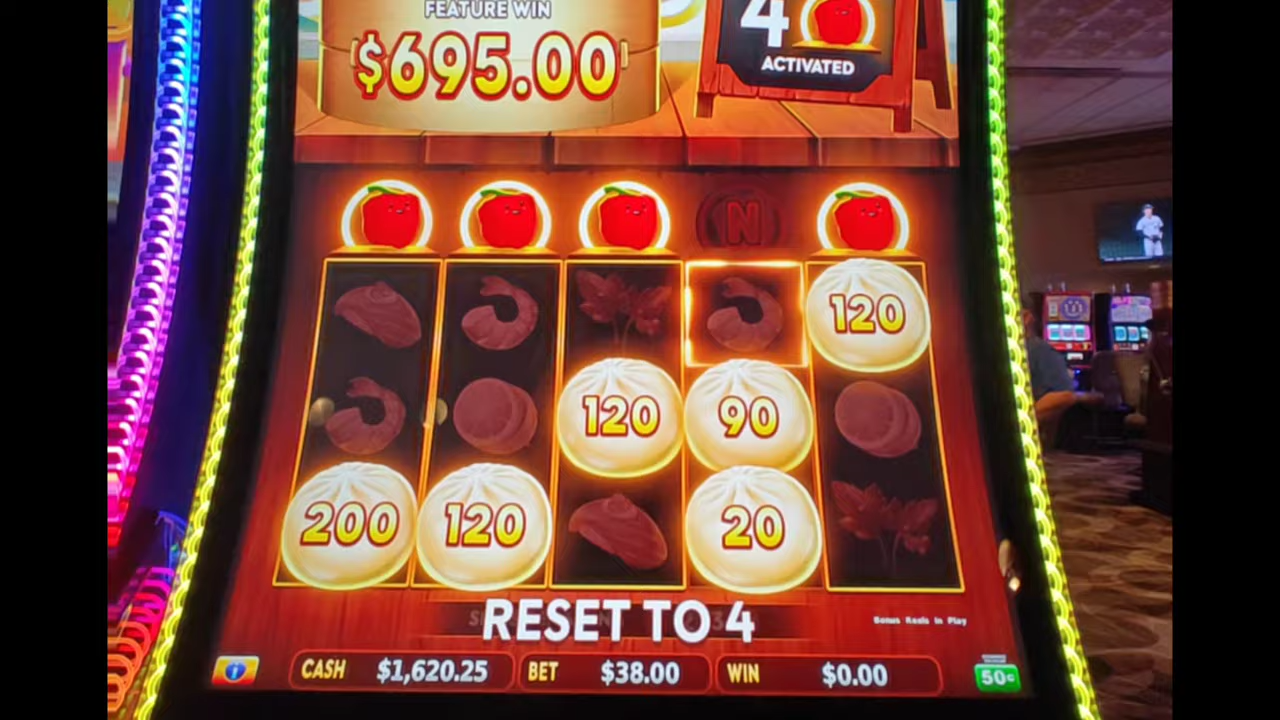 FEATURE WIN
$695.00
4
ACTIVATED
N
120
120
90
200
120
20
RESET TO 4
Bonus Reels In Play
CASH $1,620.25 BET $38.00 WIN $0.00
50¢